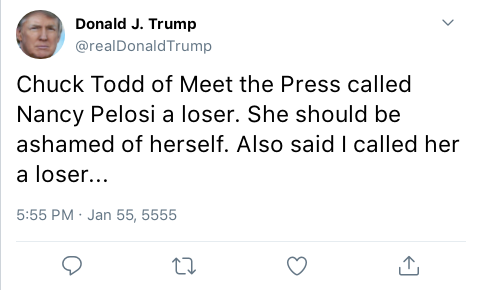 Donald J. Trump
@realDonaldTrump
Chuck Todd of Meet the Press called
Nancy Pelosi a loser. She should be
ashamed of herself. Also said I called her
a loser...
5:55 PM · Jan 55, 5555